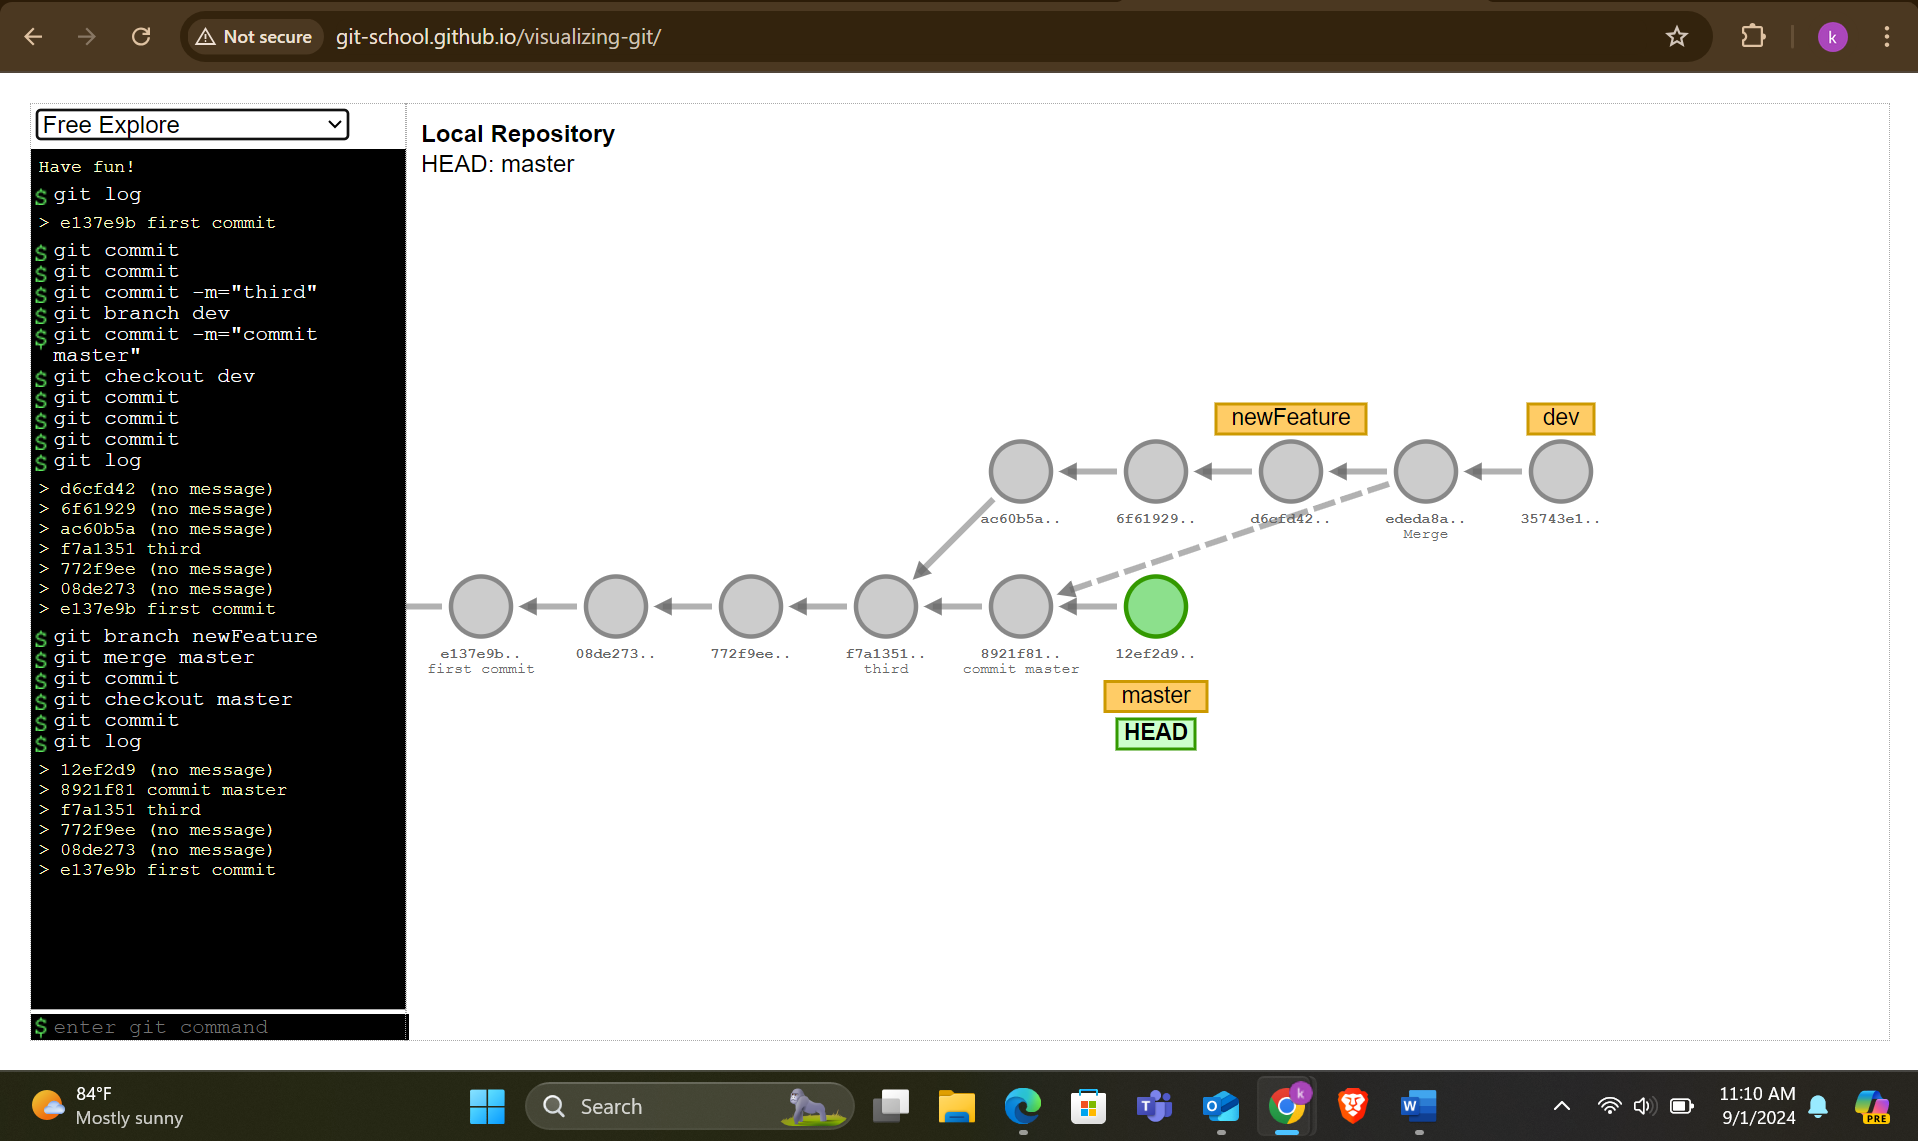 Not secure
git-school.github.io/visualizing-git/
k
Free Explore
Have fun!
$ git log
> e137e9b first commit
$ git commit
$ git commit
$ git commit -m="third"
$ git branch dev
$ git commit -m="commit
master"
$ git checkout dev
$ git commit
$ git commit
$ git commit
$ git log
> d6cfd42 (no message)
> 6f61929 (no message)
> ac60b5a (no message)
> f7a1351 third
> 772f9ee (no message)
> 08de273 (no message)
> e137e9b first commit
$ git branch newFeature
$ git merge master
$ git commit
$ git checkout master
$ git commit
$ git log
> 12ef2d9 (no message)
> 8921f81 commit master
> f7a1351 third
> 772f9ee (no message)
> 08de273 (no message)
> e137e9b first commit
$ enter git command
Local Repository
HEAD: master
newFeature
dev
ac60b5a..
6f61929..
d6cfd42..
ededa8a..
Merge
35743e1..
e137e9b..
first commit
08de273..
772f9ee..
f7a1351..
third
8921f81..
commit master
12ef2d9..
master
HEAD
84°F
Mostly sunny
Search
T
O
k
W
11:10 AM
9/1/2024
PRE